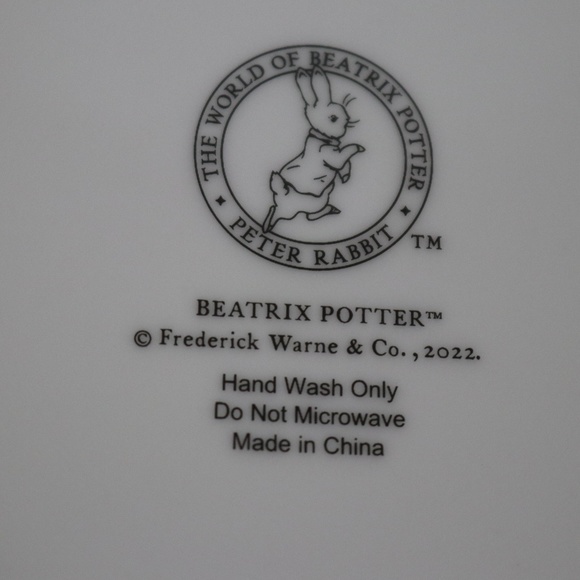 THE WORLD OF BEATRIX POTTER
PETER RABBIT
TM
BEATRIX POTTER™
© Frederick Warne & Co., 2022.
Hand Wash Only
Do Not Microwave
Made in China